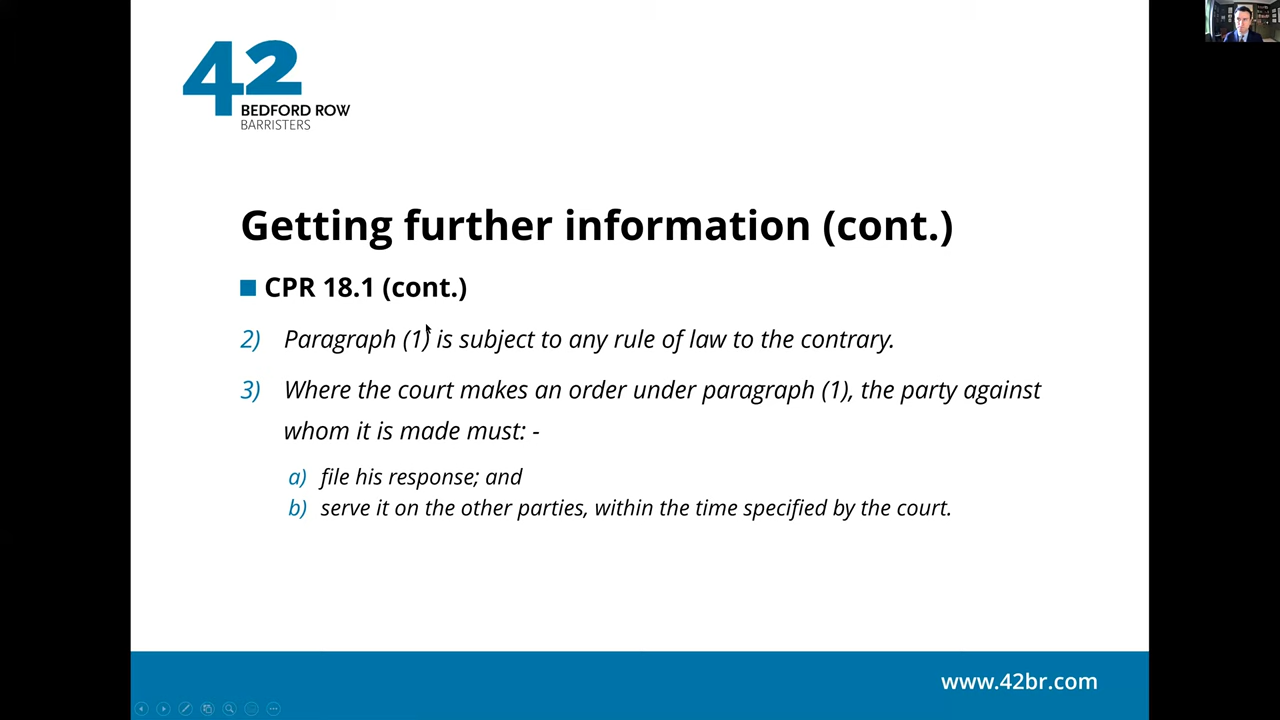 42
BEDFORD ROW
BARRISTERS
Getting further information (cont.)
CPR 18.1 (cont.)
2) Paragraph (1) is subject to any rule of law to the contrary.
3) Where the court makes an order under paragraph (1), the party against
whom it is made must: -
a) file his response; and
b) serve it on the other parties, within the time specified by the court.
www.42br.com